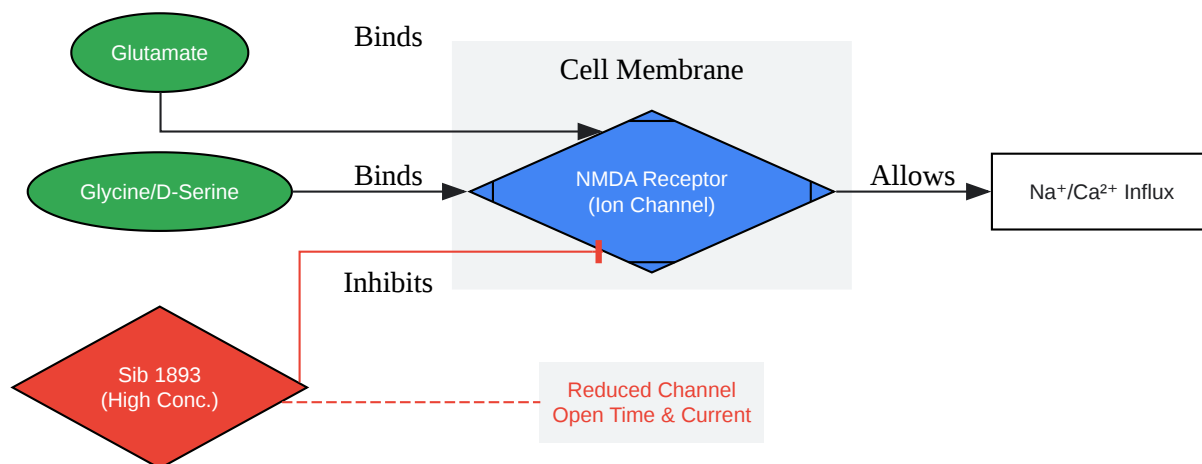 Glutamate
Binds
Cell Membrane
Glycine/D-Serine
Binds
NMDA Receptor
(Ion Channel)
Allows
Na⁺/Ca²⁺ Influx
Inhibits
Sib 1893
(High Conc.)
Reduced Channel
Open Time & Current